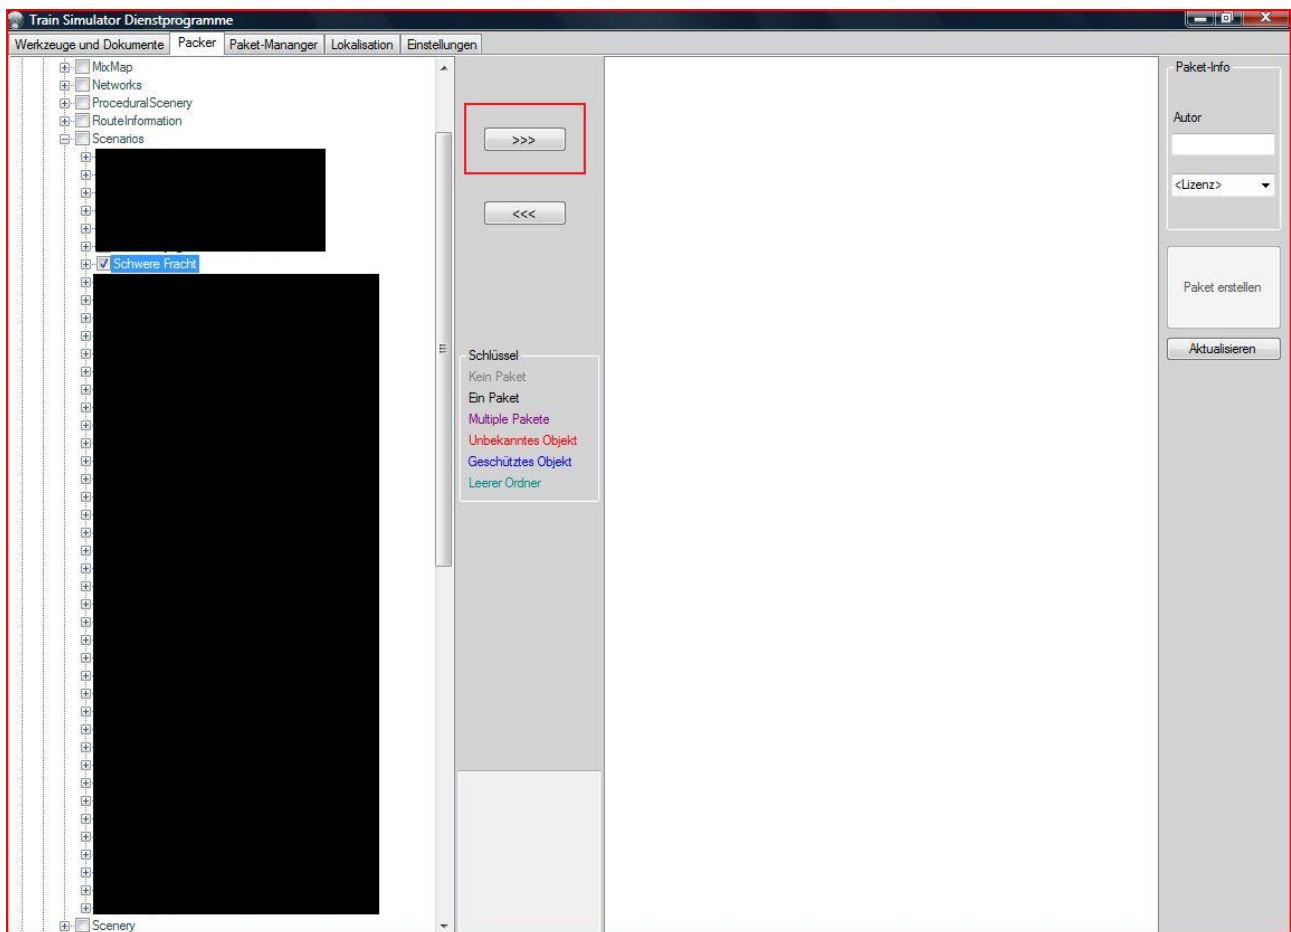 Train Simulator Dienstprogramme
Werkzeuge und Dokumente Packer Paket-Mananger Lokalisation Einstellungen
MixMap
Networks
ProceduralScenery
RouteInformation
Scenarios
Schwere Fracht
Scenery
>>>
<<<
Schlüssel
Kein Paket
Ein Paket
Multiple Pakete
Unbekanntes Objekt
Geschütztes Objekt
Leerer Ordner
Paket-Info
Autor
<Lizenz>
Paket erstellen
Aktualisieren